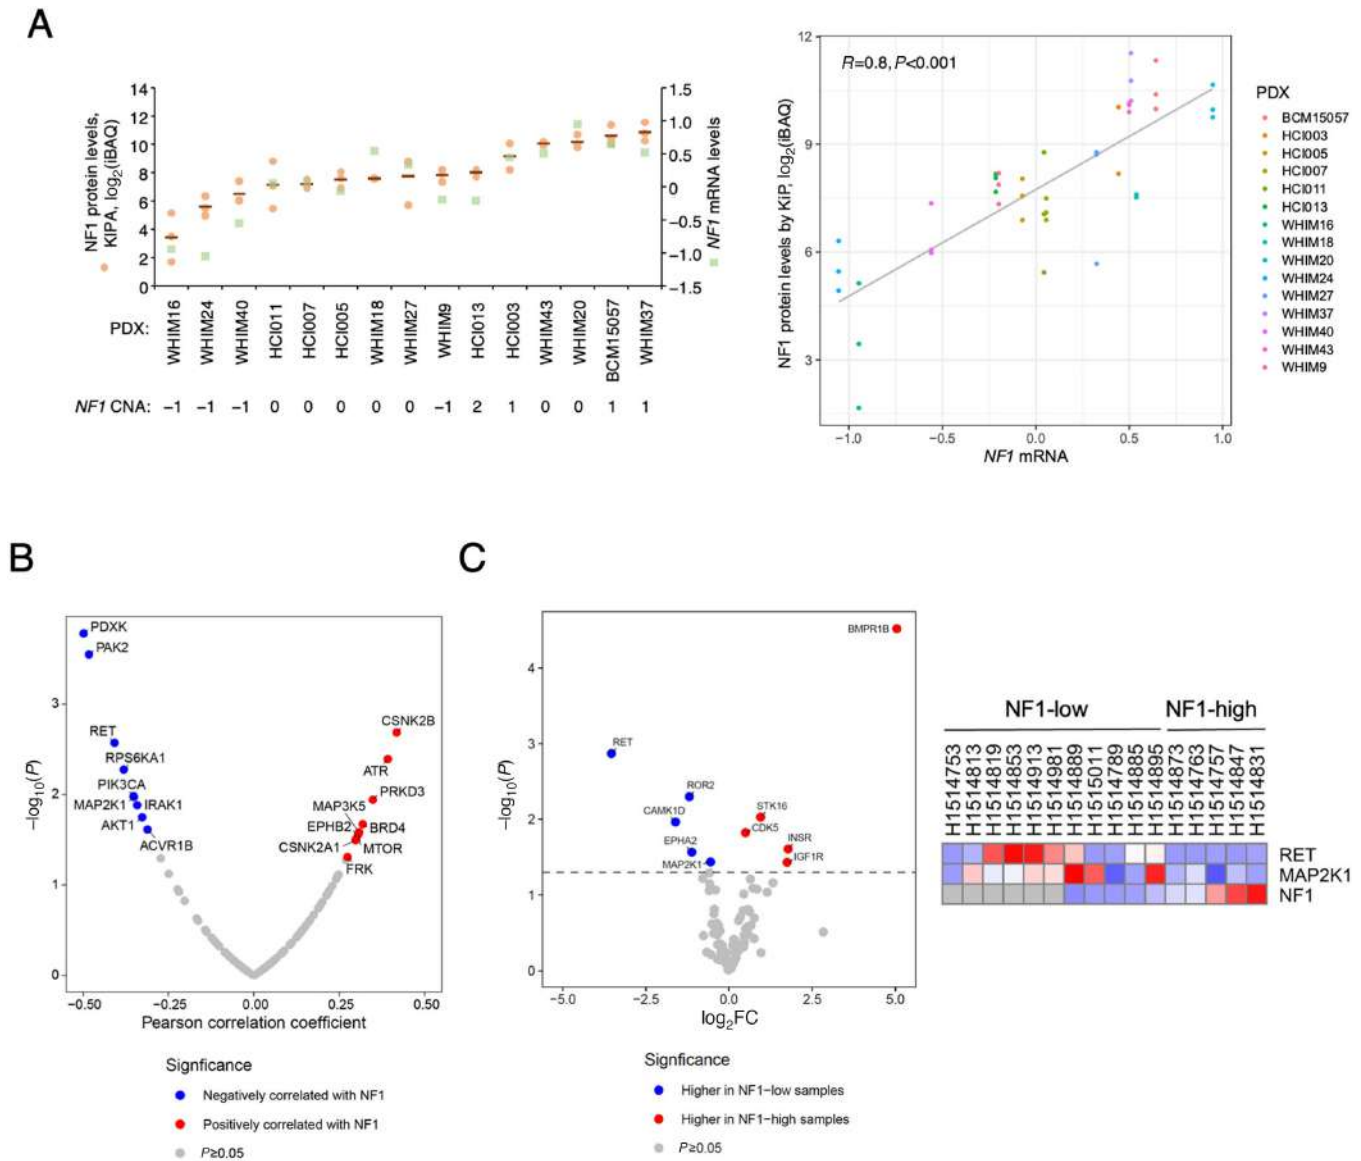 A
NF1 protein levels,
KIPA, log2(iBAQ)
14
12
10
8
6
4
2
0
1.5
1.0
0.5
0
−0.5
−1.0
−1.5
NF1 mRNA levels
PDX:
WHIM16
WHIM24
WHIM40
HCI011
HCI007
HCI005
WHIM18
WHIM27
WHIM9
HCI013
HCI003
WHIM43
WHIM20
BCM15057
WHIM37
NF1 CNA: −1 −1 −1 0 0 0 0 0 −1 2 1 0 0 1 1
R=0.8, P<0.001
NF1 protein levels by KiP, log2(iBAQ)
12
9
6
3
−1.0 −0.5 0.0 0.5 1.0
NF1 mRNA
PDX
BCM15057
HCI003
HCI005
HCI007
HCI011
HCI013
WHIM16
WHIM18
WHIM20
WHIM24
WHIM27
WHIM37
WHIM40
WHIM43
WHIM9
B
−log10(P)
3
2
1
0
PDXK
PAK2
RET
RPS6KA1
PIK3CA
MAP2K1
IRAK1
AKT1
ACVR1B
CSNK2B
ATR
PRKD3
MAP3K5
EPHB2
BRD4
CSNK2A1
MTOR
FRK
−0.50 −0.25 0.00 0.25 0.50
Pearson correlation coefficient
Signficance
Negatively correlated with NF1
Positively correlated with NF1
P≥0.05
C
−log10(P)
4
3
2
1
0
BMPR1B
RET
ROR2
CAMK1D
EPHA2
MAP2K1
STK16
CDK5
INSR
IGF1R
−5.0 −2.5 0.0 2.5 5.0
log2FC
Signficance
Higher in NF1−low samples
Higher in NF1−high samples
P≥0.05
NF1-low
NF1-high
H1514753
H1514813
H1514819
H1514853
H1514913
H1514981
H1514889
H1515011
H1514789
H1514885
H1514895
H1514873
H1514763
H1514757
H1514847
H1514831
RET
MAP2K1
NF1